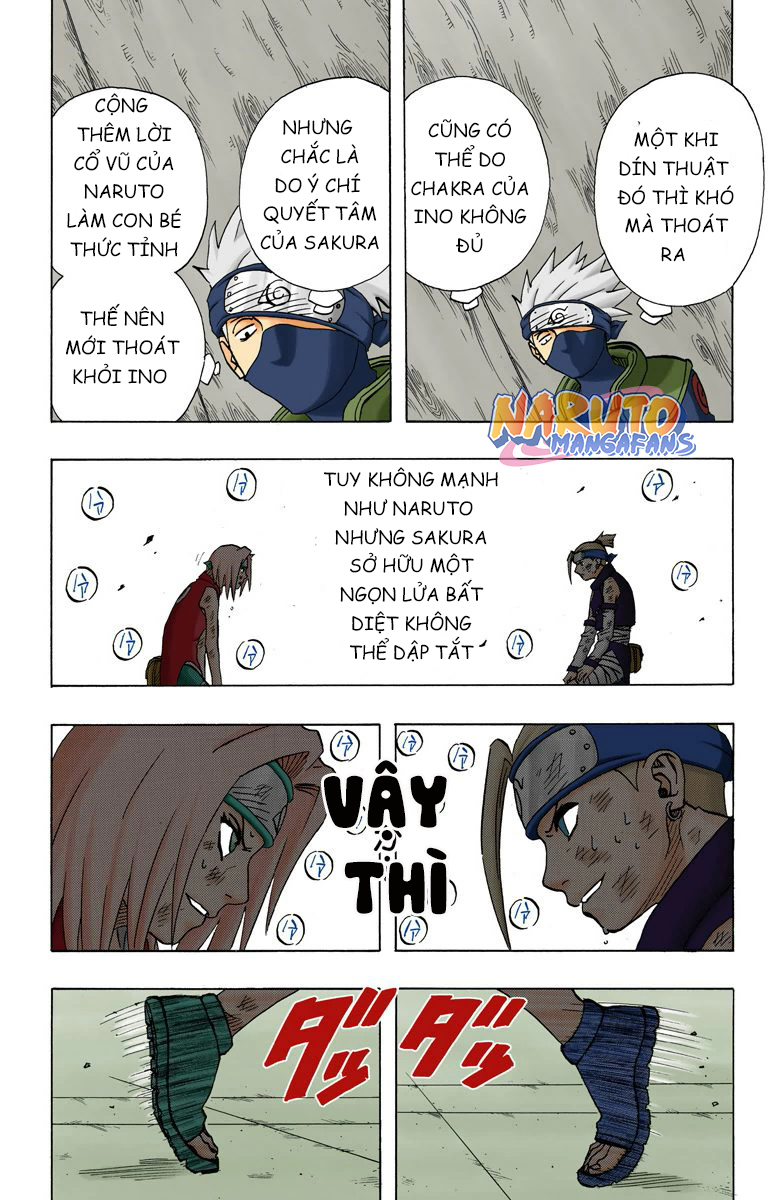 MỘT KHI
DÍN THUẬT
ĐÓ THÌ KHÓ
MÀ THOÁT
RA
CŨNG CÓ
THỂ DO
CHAKRA CỦA
INO KHÔNG
ĐỦ
NHƯNG
CHẮC LÀ
DO Ý CHÍ
QUYẾT TÂM
CỦA SAKURA
CỘNG
THÊM LỜI
CỔ VŨ CỦA
NARUTO
LÀM CON BÉ
THỨC TỈNH
THẾ NÊN
MỚI THOÁT
KHỎI INO
NARUTO
MANGAFANS
TUY KHÔNG MẠNH
NHƯ NARUTO
NHƯNG SAKURA
SỞ HỮU MỘT
NGỌN LỬA BẤT
DIỆT KHÔNG
THỂ DẬP TẮT
VẬY
THÌ
ダッ
ダッ